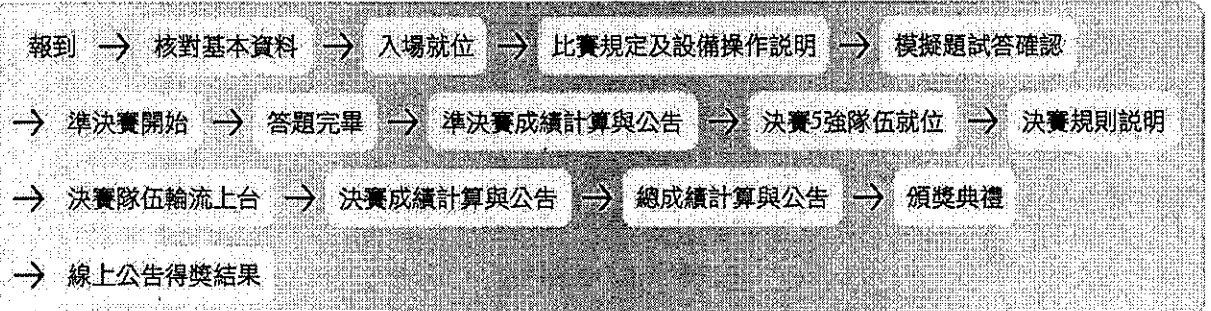 報到 → 核對基本資料 → 入場就位 → 比賽規定及設備操作說明 → 模擬題試答確認
→ 準決賽開始 → 答題完畢 → 準決賽成績計算與公告 → 決賽5強隊伍就位 → 決賽規則說明
→ 決賽隊伍輪流上台 → 決賽成績計算與公告 → 總成績計算與公告 → 頒獎典禮
→ 線上公告得獎結果